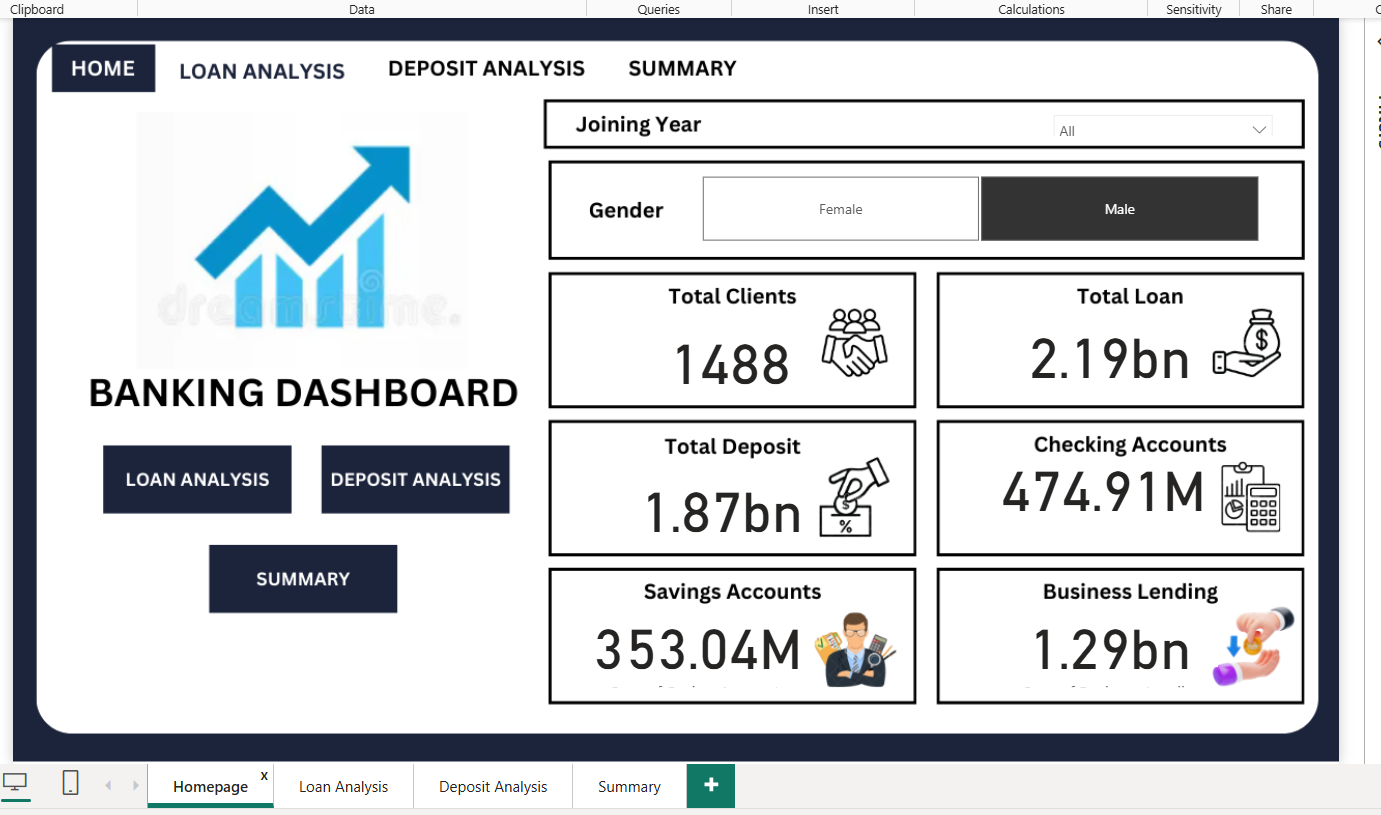 Clipboard Data Queries Insert Calculations Sensitivity Share
HOME LOAN ANALYSIS DEPOSIT ANALYSIS SUMMARY
Joining Year All
Gender Female Male
dreamstime.
BANKING DASHBOARD
LOAN ANALYSIS DEPOSIT ANALYSIS
SUMMARY
Total Clients
1488
Total Loan
$
2.19bn
Total Deposit
$
1.87bn
%
Checking Accounts
474.91M
Savings Accounts
353.04M
Business Lending
1.29bn
Homepage x Loan Analysis Deposit Analysis Summary +